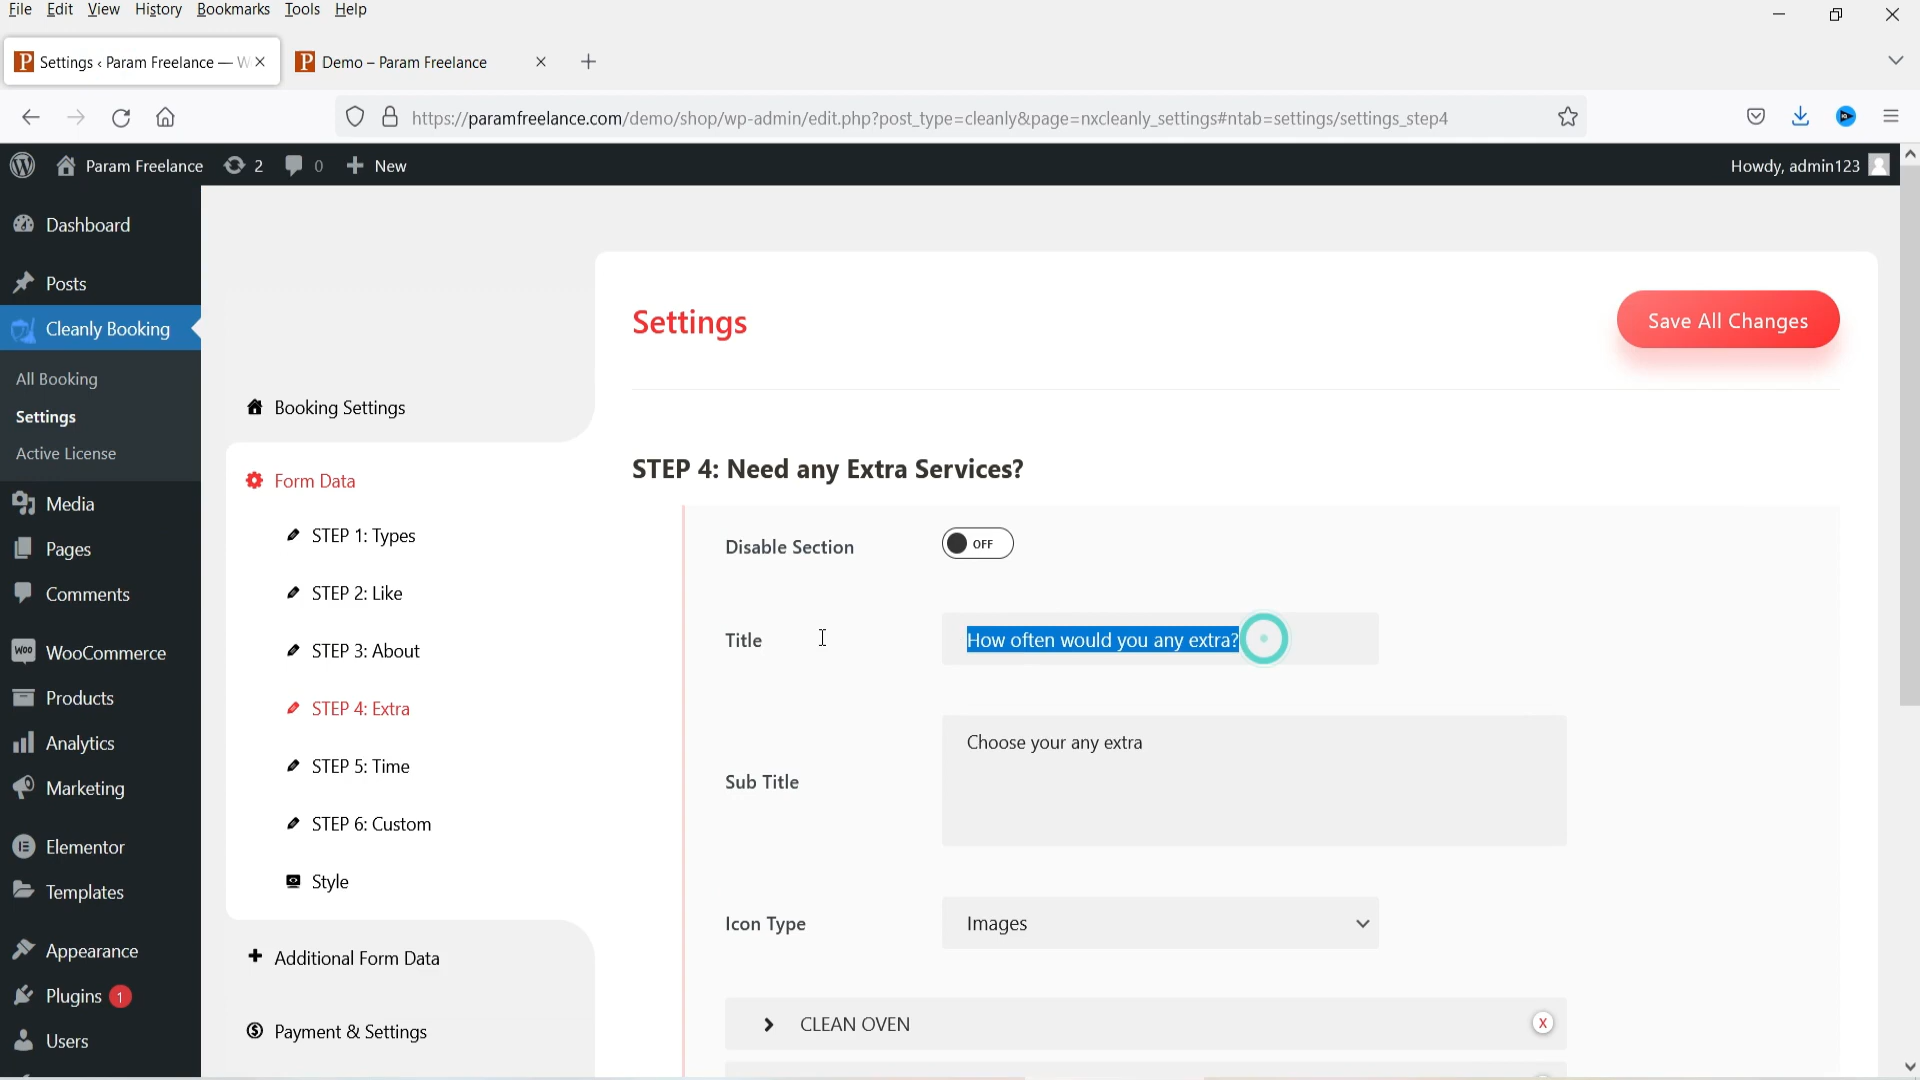 File Edit View History Bookmarks Tools Help
Settings ‹ Param Freelance — W
Demo – Param Freelance
https://paramfreelance.com/demo/shop/wp-admin/edit.php?post_type=cleanly&page=nxcleanly_settings#ntab=settings/settings_step4
Param Freelance 2 0 New
Howdy, admin123
Dashboard
Posts
Cleanly Booking
All Booking
Settings
Active License
Media
Pages
Comments
WooCommerce
Products
Analytics
Marketing
Elementor
Templates
Appearance
Plugins 1
Users
Booking Settings
Form Data
STEP 1: Types
STEP 2: Like
STEP 3: About
STEP 4: Extra
STEP 5: Time
STEP 6: Custom
Style
Additional Form Data
Payment & Settings
Settings
Save All Changes
STEP 4: Need any Extra Services?
Disable Section
OFF
Title
How often would you any extra?
Sub Title
Choose your any extra
Icon Type
Images
CLEAN OVEN
X